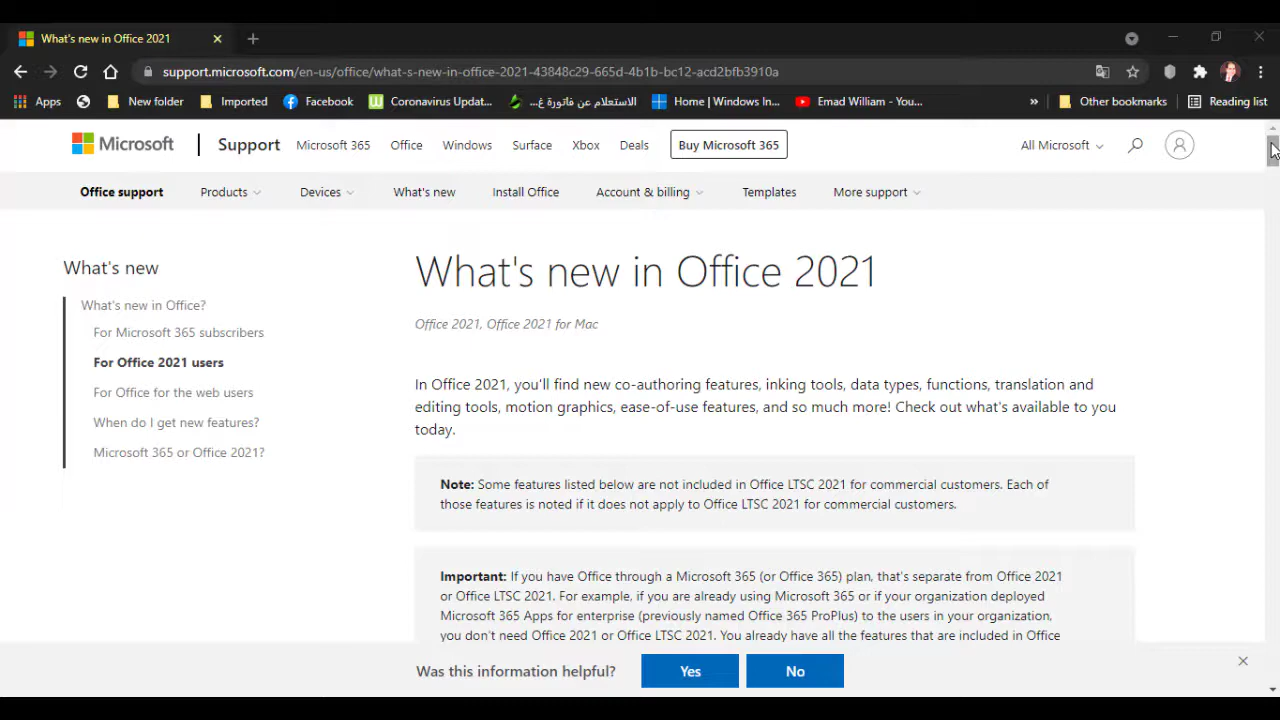 What's new in Office 2021
support.microsoft.com/en-us/office/what-s-new-in-office-2021-43848c29-665d-4b1b-bc12-acd2bfb3910a
Apps New folder Imported Facebook Coronavirus Updat... الاستعلام عن فاتورة غ... Home | Windows In... Emad William - You... » Other bookmarks Reading list
Microsoft Support Microsoft 365 Office Windows Surface Xbox Deals Buy Microsoft 365 All Microsoft
Office support Products Devices What's new Install Office Account & billing Templates More support
What's new
What's new in Office?
For Microsoft 365 subscribers
For Office 2021 users
For Office for the web users
When do I get new features?
Microsoft 365 or Office 2021?
What's new in Office 2021
Office 2021, Office 2021 for Mac
In Office 2021, you'll find new co-authoring features, inking tools, data types, functions, translation and
editing tools, motion graphics, ease-of-use features, and so much more! Check out what's available to you
today.
Note: Some features listed below are not included in Office LTSC 2021 for commercial customers. Each of
those features is noted if it does not apply to Office LTSC 2021 for commercial customers.
Important: If you have Office through a Microsoft 365 (or Office 365) plan, that's separate from Office 2021
or Office LTSC 2021. For example, if you are already using Microsoft 365 or if your organization deployed
Microsoft 365 Apps for enterprise (previously named Office 365 ProPlus) to the users in your organization,
you don't need Office 2021 or Office LTSC 2021. You already have all the features that are included in Office
Was this information helpful? Yes No